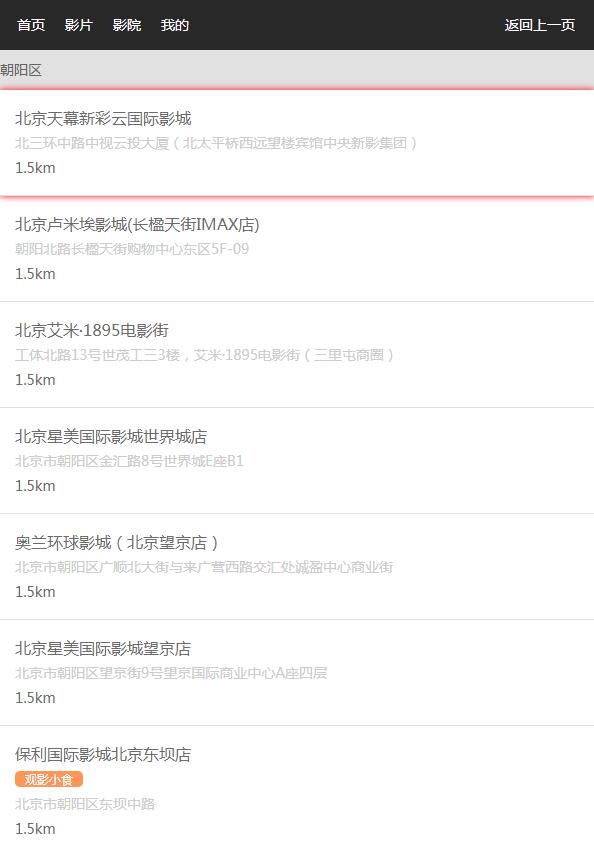 首页 影片 影院 我的 返回上一页
朝阳区
北京天幕新彩云国际影城
北三环中路中视云投大厦（北太平桥西远望楼宾馆中央新影集团）
1.5km
北京卢米埃影城(长楹天街IMAX店)
朝阳北路长楹天街购物中心东区5F-09
1.5km
北京艾米·1895电影街
工体北路13号世茂工三3楼，艾米·1895电影街（三里屯商圈）
1.5km
北京星美国际影城世界城店
北京市朝阳区金汇路8号世界城E座B1
1.5km
奥兰环球影城（北京望京店）
北京市朝阳区广顺北大街与来广营西路交汇处诚盈中心商业街
1.5km
北京星美国际影城望京店
北京市朝阳区望京街9号望京国际商业中心A座四层
1.5km
保利国际影城北京东坝店
观影小食
北京市朝阳区东坝中路
1.5km